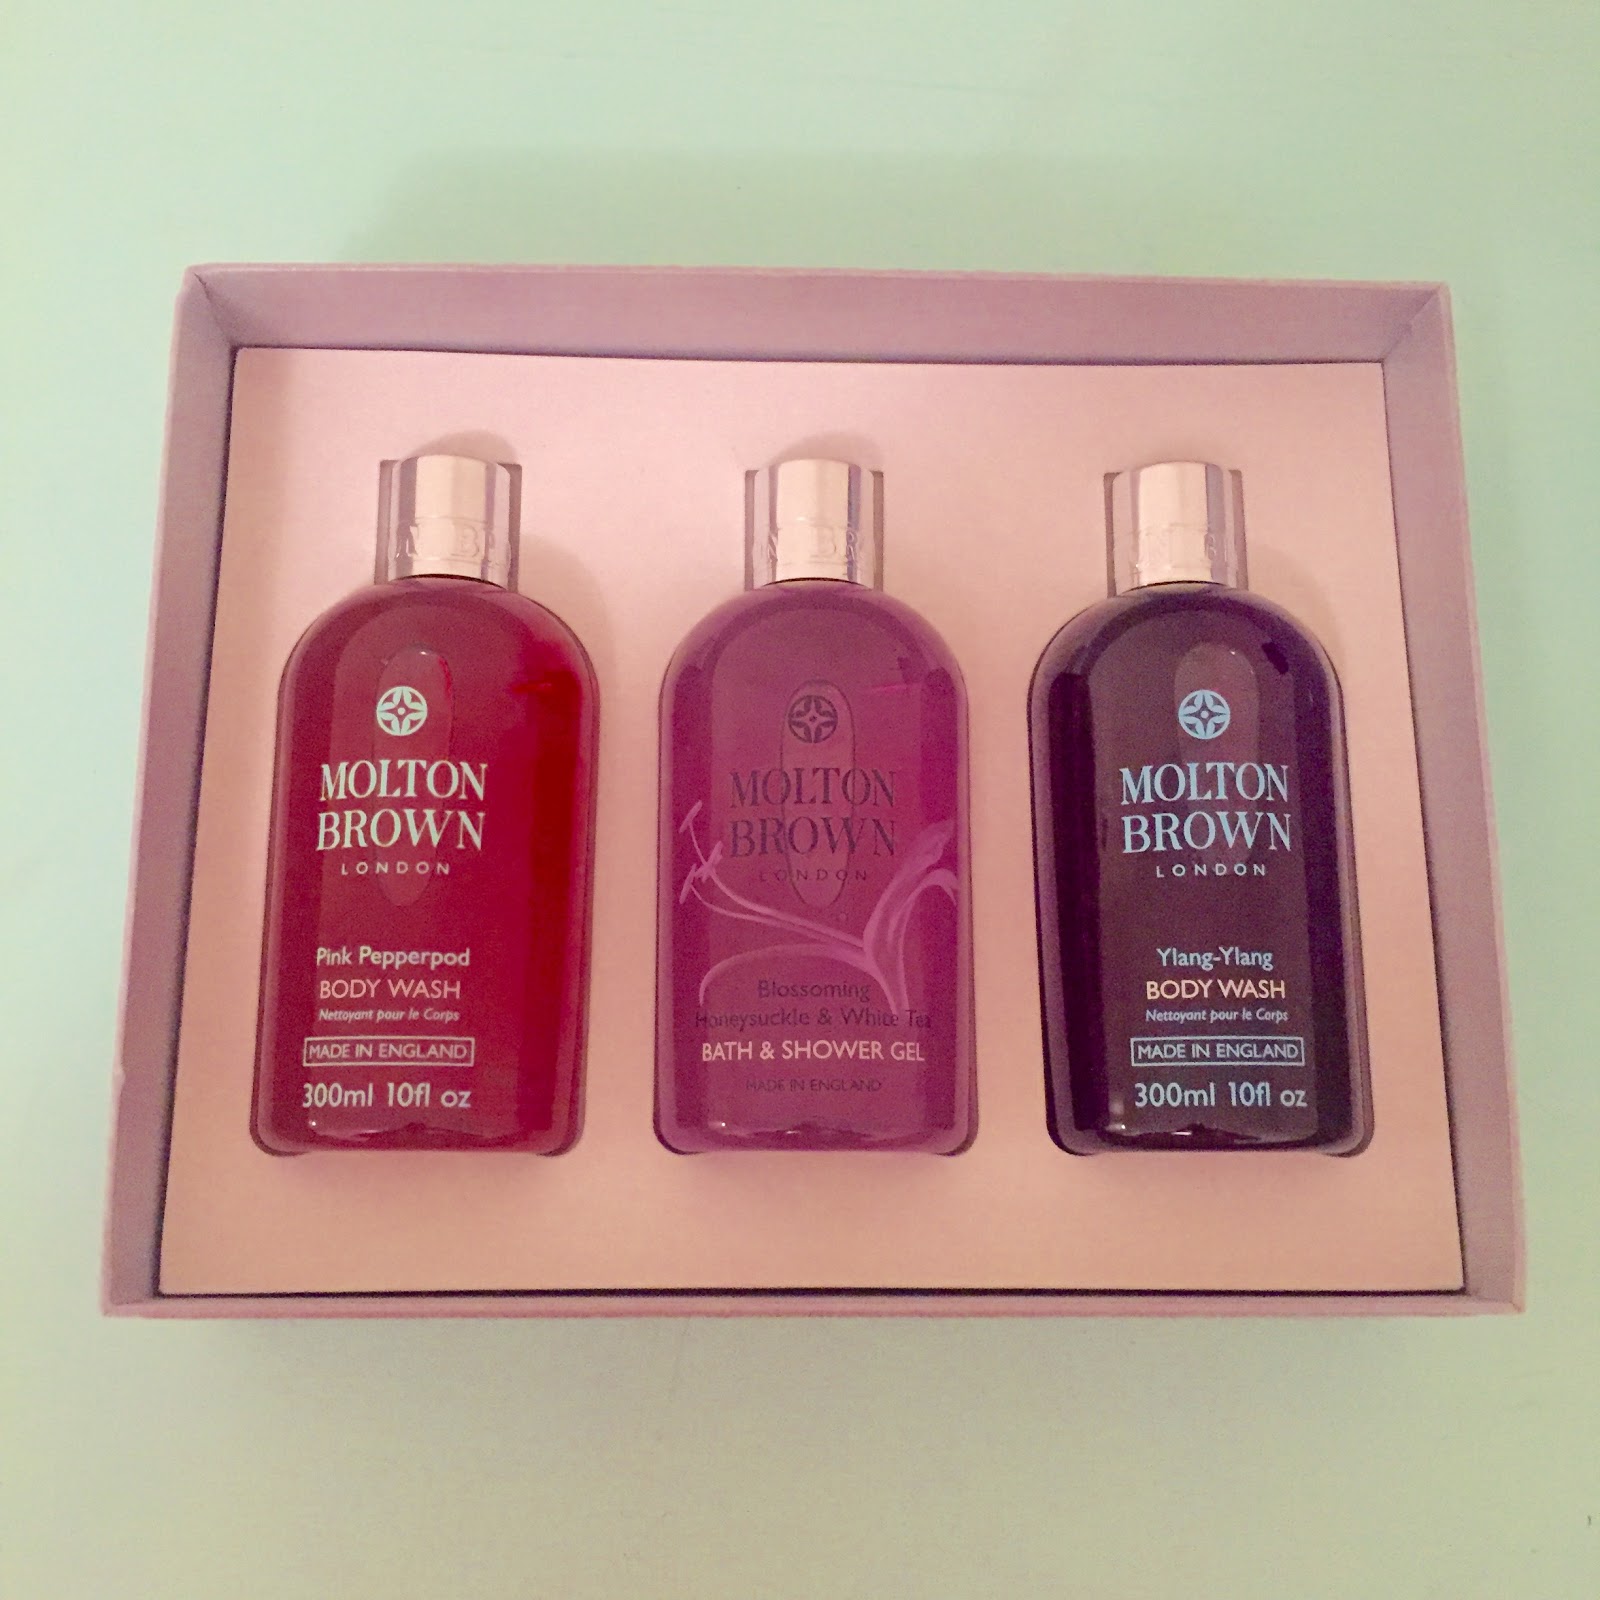 MOLTON
BROWN
LONDON
Pink Pepperpod
BODY WASH
Nettoyant pour le Corps
MADE IN ENGLAND
300ml 10fl oz
MOLTON
BROWN
LONDON
Blossoming
Honeysuckle & White Tea
BATH & SHOWER GEL
MADE IN ENGLAND
MOLTON
BROWN
LONDON
Ylang-Ylang
BODY WASH
Nettoyant pour le Corps
MADE IN ENGLAND
300ml 10fl oz